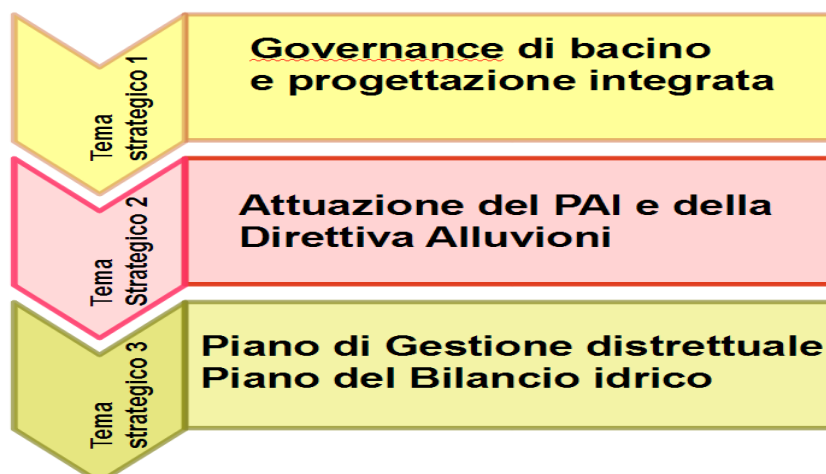 Tema
strategico 1
Governance di bacino
e progettazione integrata
Tema
Strategico 2
Attuazione del PAI e della
Direttiva Alluvioni
Tema
strategico 3
Piano di Gestione distrettuale
Piano del Bilancio idrico